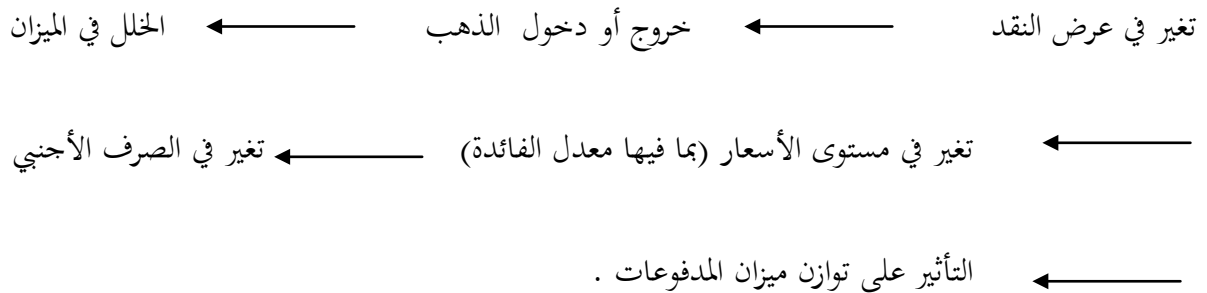 تغير في عرض النقد ← خروج أو دخول الذهب ← الخلل في الميزان
← تغير في مستوى الأسعار (بما فيها معدل الفائدة) ← تغير في الصرف الأجنبي
← التأثير على توازن ميزان المدفوعات .